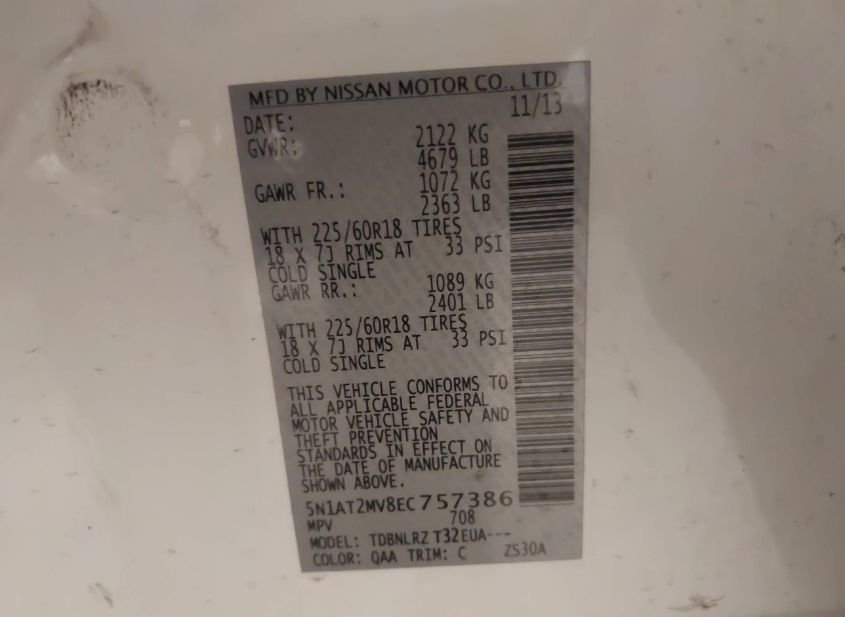 MFD BY NISSAN MOTOR CO., LTD.
DATE: 11/13
GVWR: 2122 KG
4679 LB
GAWR FR.: 1072 KG
2363 LB
WITH 225/60R18 TIRES
18 X 7J RIMS AT 33 PSI
COLD SINGLE
GAWR RR.: 1089 KG
2401 LB
WITH 225/60R18 TIRES
18 X 7J RIMS AT 33 PSI
COLD SINGLE
THIS VEHICLE CONFORMS TO
ALL APPLICABLE FEDERAL
MOTOR VEHICLE SAFETY AND
THEFT PREVENTION
STANDARDS IN EFFECT ON
THE DATE OF MANUFACTURE
SHOWN ABOVE.
5N1AT2MV8EC757386
MPV 708
MODEL: TDBNLRZ T32EUA---
COLOR: QAA TRIM: C ZS30A